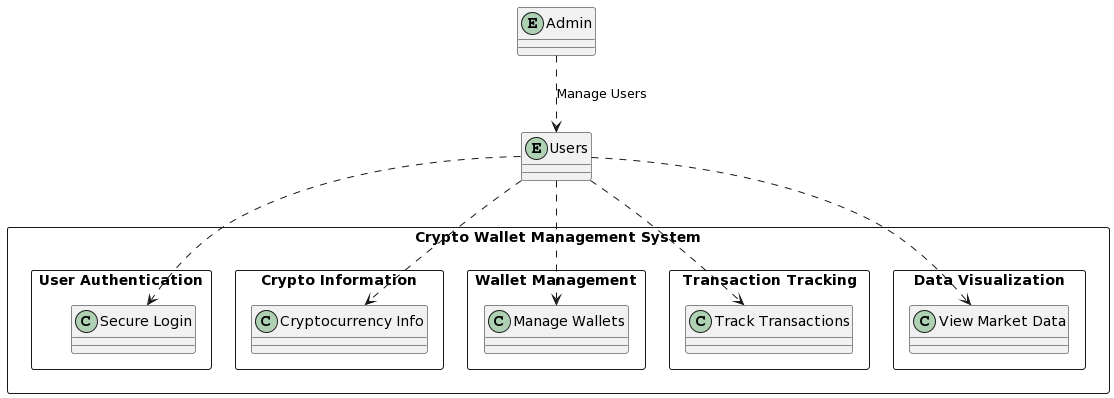 E Admin
Manage Users
E Users
Crypto Wallet Management System
User Authentication
Crypto Information
Wallet Management
Transaction Tracking
Data Visualization
C Secure Login
C Cryptocurrency Info
C Manage Wallets
C Track Transactions
C View Market Data